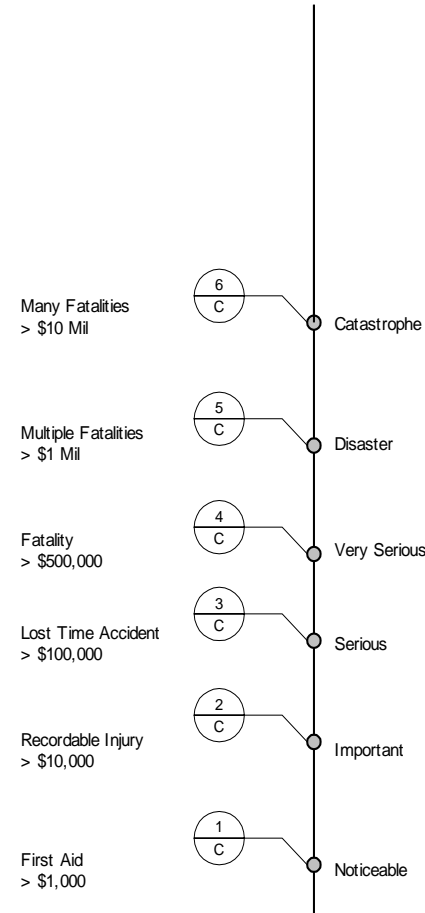 6
C
Many Fatalities
> $10 Mil
Catastrophe
5
C
Multiple Fatalities
> $1 Mil
Disaster
4
C
Fatality
> $500,000
Very Serious
3
C
Lost Time Accident
> $100,000
Serious
2
C
Recordable Injury
> $10,000
Important
1
C
First Aid
> $1,000
Noticeable